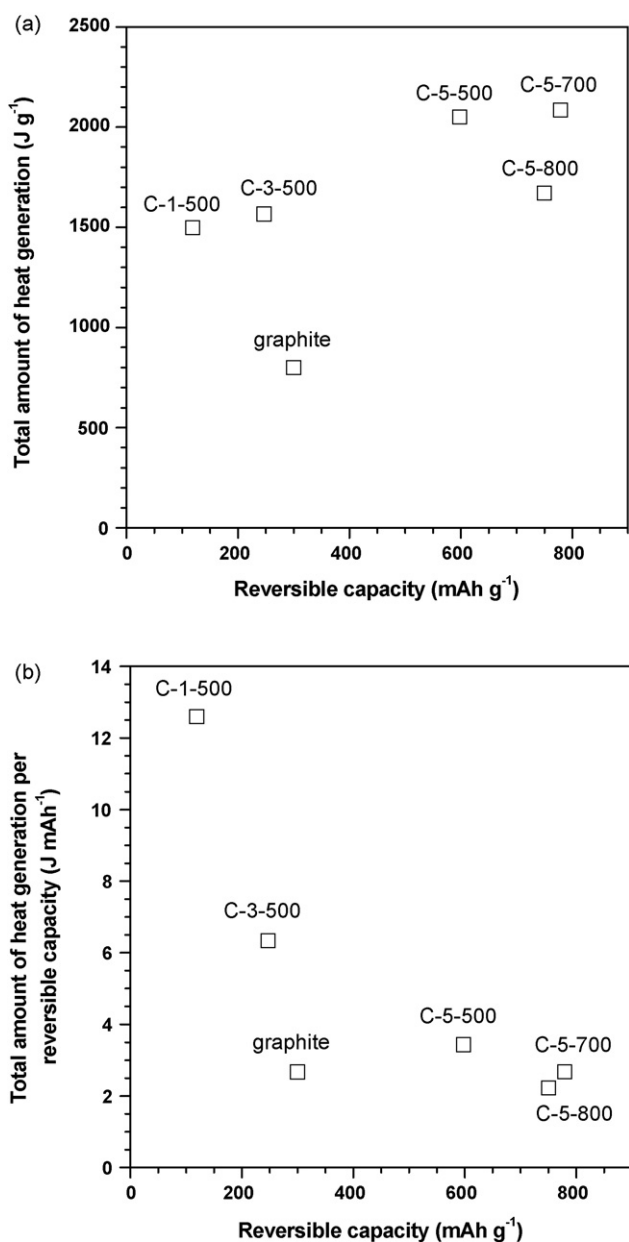 (a)
Total amount of heat generation (J g⁻¹)
2500
2000
1500
1000
500
0
C-5-500
C-5-700
C-5-800
C-1-500
C-3-500
graphite
0 200 400 600 800
Reversible capacity (mAh g⁻¹)
(b)
Total amount of heat generation per
reversible capacity (J mAh⁻¹)
14
12
10
8
6
4
2
0
C-1-500
C-3-500
graphite
C-5-500
C-5-700
C-5-800
0 200 400 600 800
Reversible capacity (mAh g⁻¹)